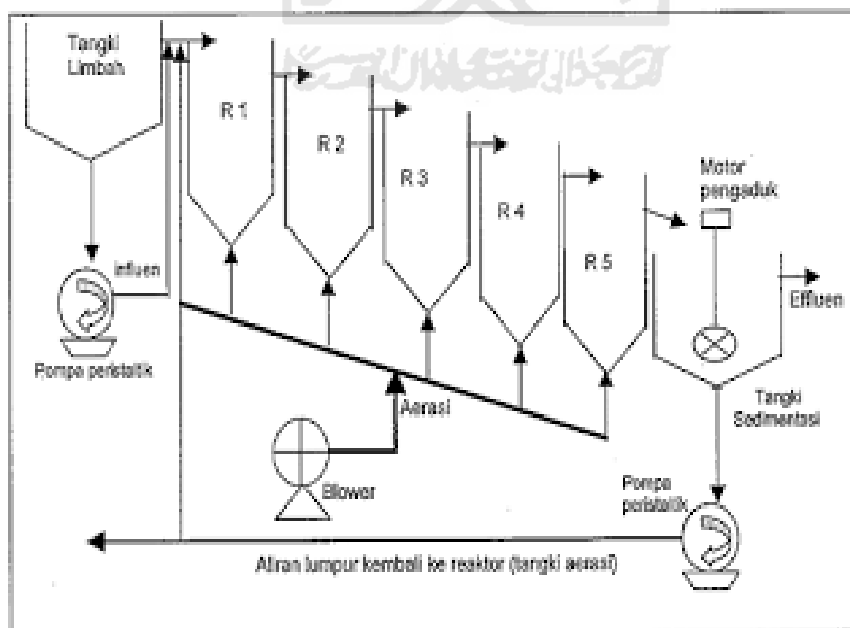 Tangki
Limbah
R 1
R 2
R 3
R 4
R 5
Motor
pengaduk
Influen
Effluen
Pompa peristaltik
Aerasi
Tangki
Sedimentasi
Blower
Pompa
peristaltik
Aliran lumpur kembali ke reaktor (tangki aerasi)